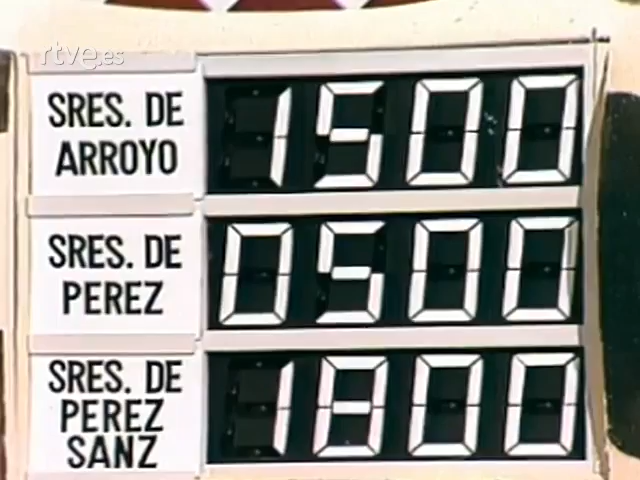 rtve.es
SRES. DE
ARROYO
1500
SRES. DE
PEREZ
0500
SRES. DE
PEREZ
SANZ
1800